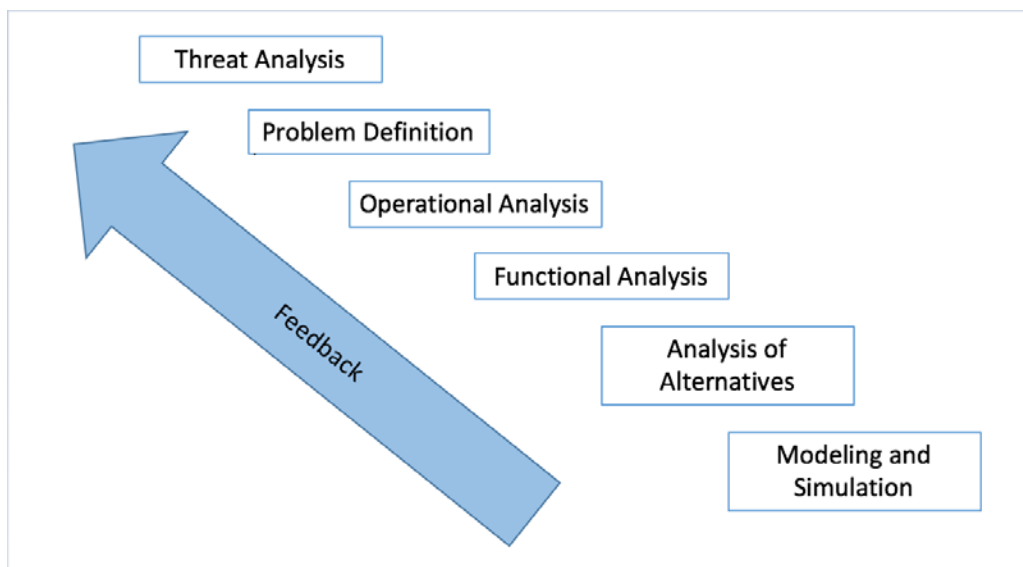 Threat Analysis
Problem Definition
Operational Analysis
Functional Analysis
Feedback
Analysis of
Alternatives
Modeling and
Simulation